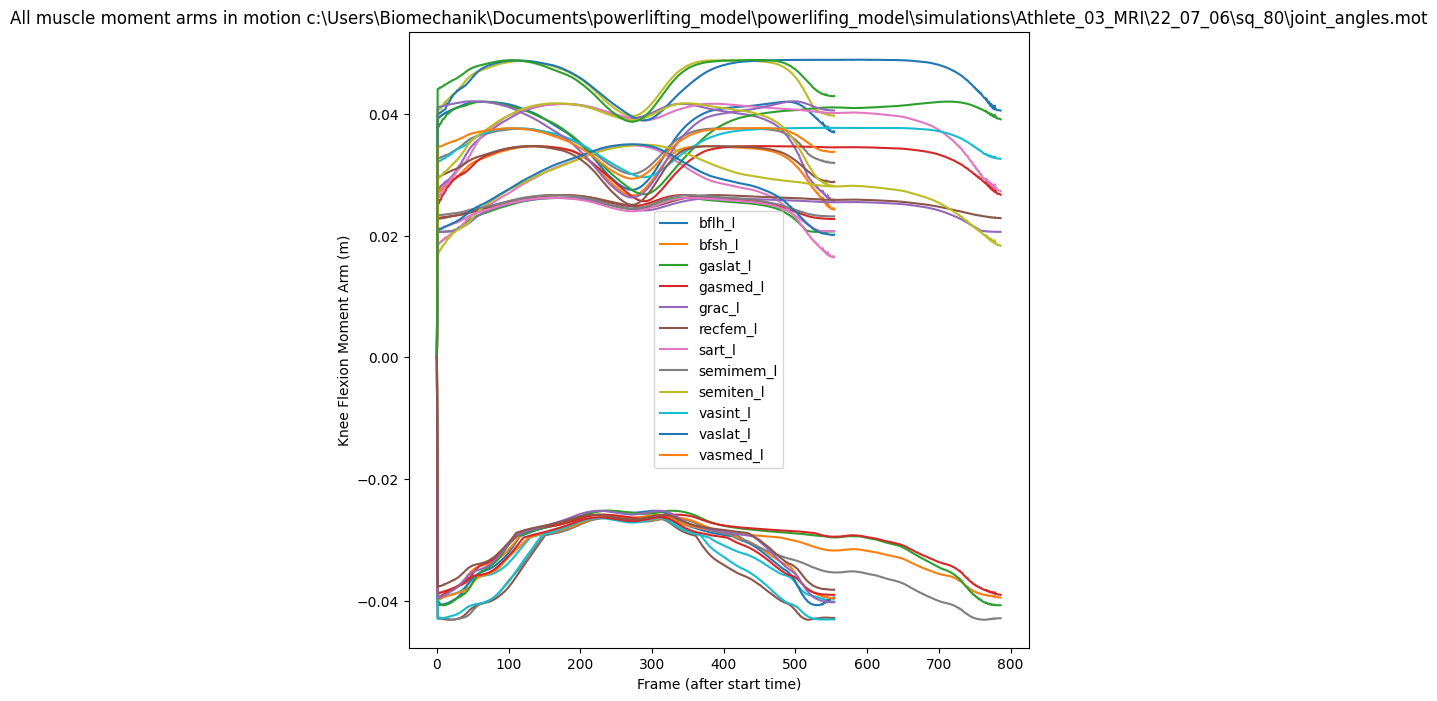 All muscle moment arms in motion c:\Users\Biomechanik\Documents\powerlifting_model\powerlifing_model\simulations\Athlete_03_MRI\22_07_06\sq_80\joint_angles.mot
Knee Flexion Moment Arm (m)
0.04
0.02
0.00
−0.02
−0.04
bflh_l
bfsh_l
gaslat_l
gasmed_l
grac_l
recfem_l
sart_l
semimem_l
semiten_l
vasint_l
vaslat_l
vasmed_l
0 100 200 300 400 500 600 700 800
Frame (after start time)